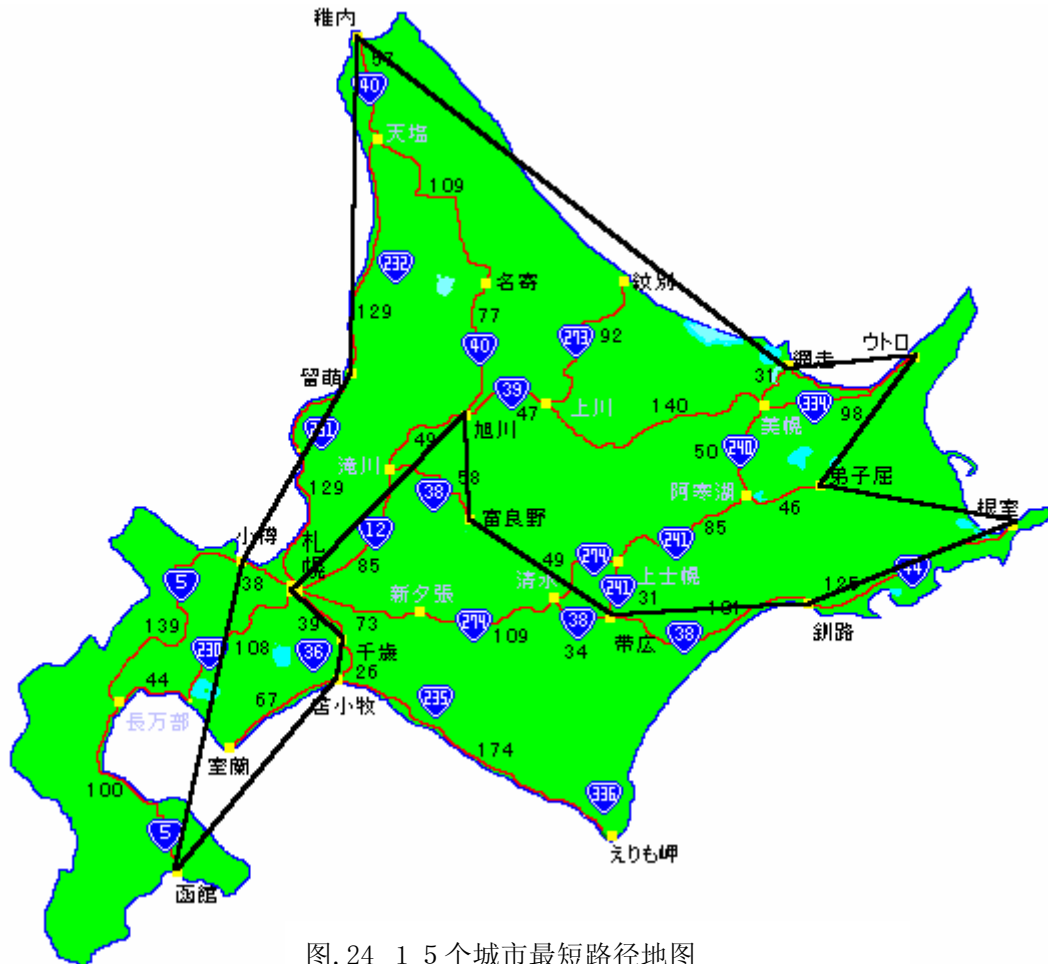 稚内
57
40
天塩
109
232
名寄
紋別
77
92
129
273
40
ウトロ
網走
留萌
39
31
334
47
上川
140
美幌
98
231
旭川
49
240
50
滝川
58
弟子屈
38
阿寒湖
46
富良野
根室
12
85
241
小樽
札幌
49
274
44
5
38
85
清水
241
上士幌
125
新夕張
31
釧路
139
39
73
274
38
帯広
38
230
108
36
109
34
千歳
44
26
67
苫小牧
235
長万部
室蘭
174
100
336
5
えりも岬
函館
图.24 15个城市最短路径地图